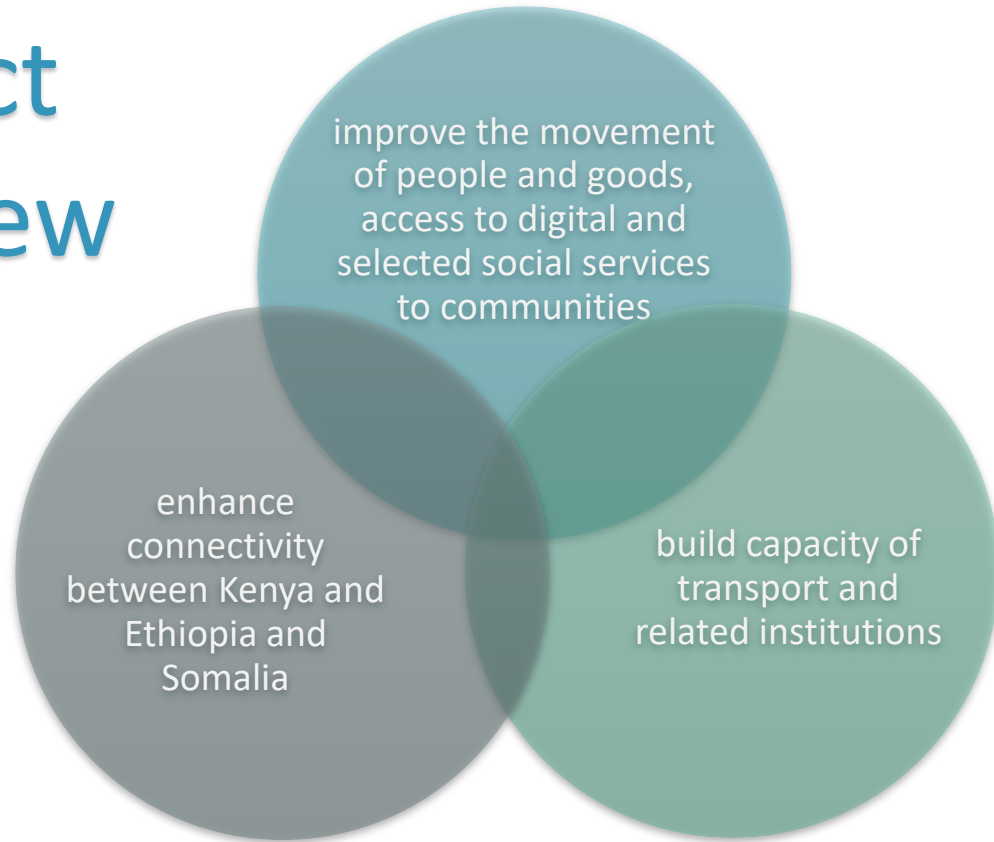 ct
ew
improve the movement
of people and goods,
access to digital and
selected social services
to communities
enhance
connectivity
between Kenya and
Ethiopia and
Somalia
build capacity of
transport and
related institutions